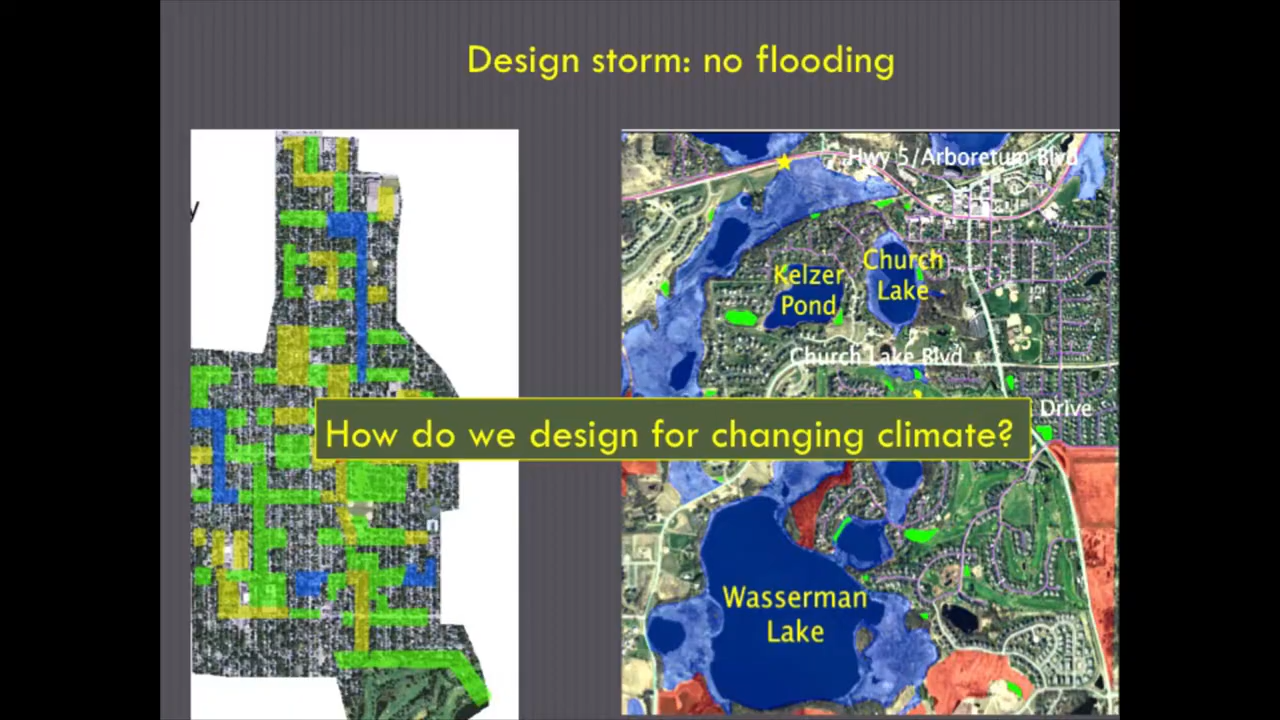 Design storm: no flooding
y
Hwy 5/Arboretum Blvd
Church
Lake
Kelzer
Pond
Church Lake Blvd
Drive
How do we design for changing climate?
Wasserman
Lake